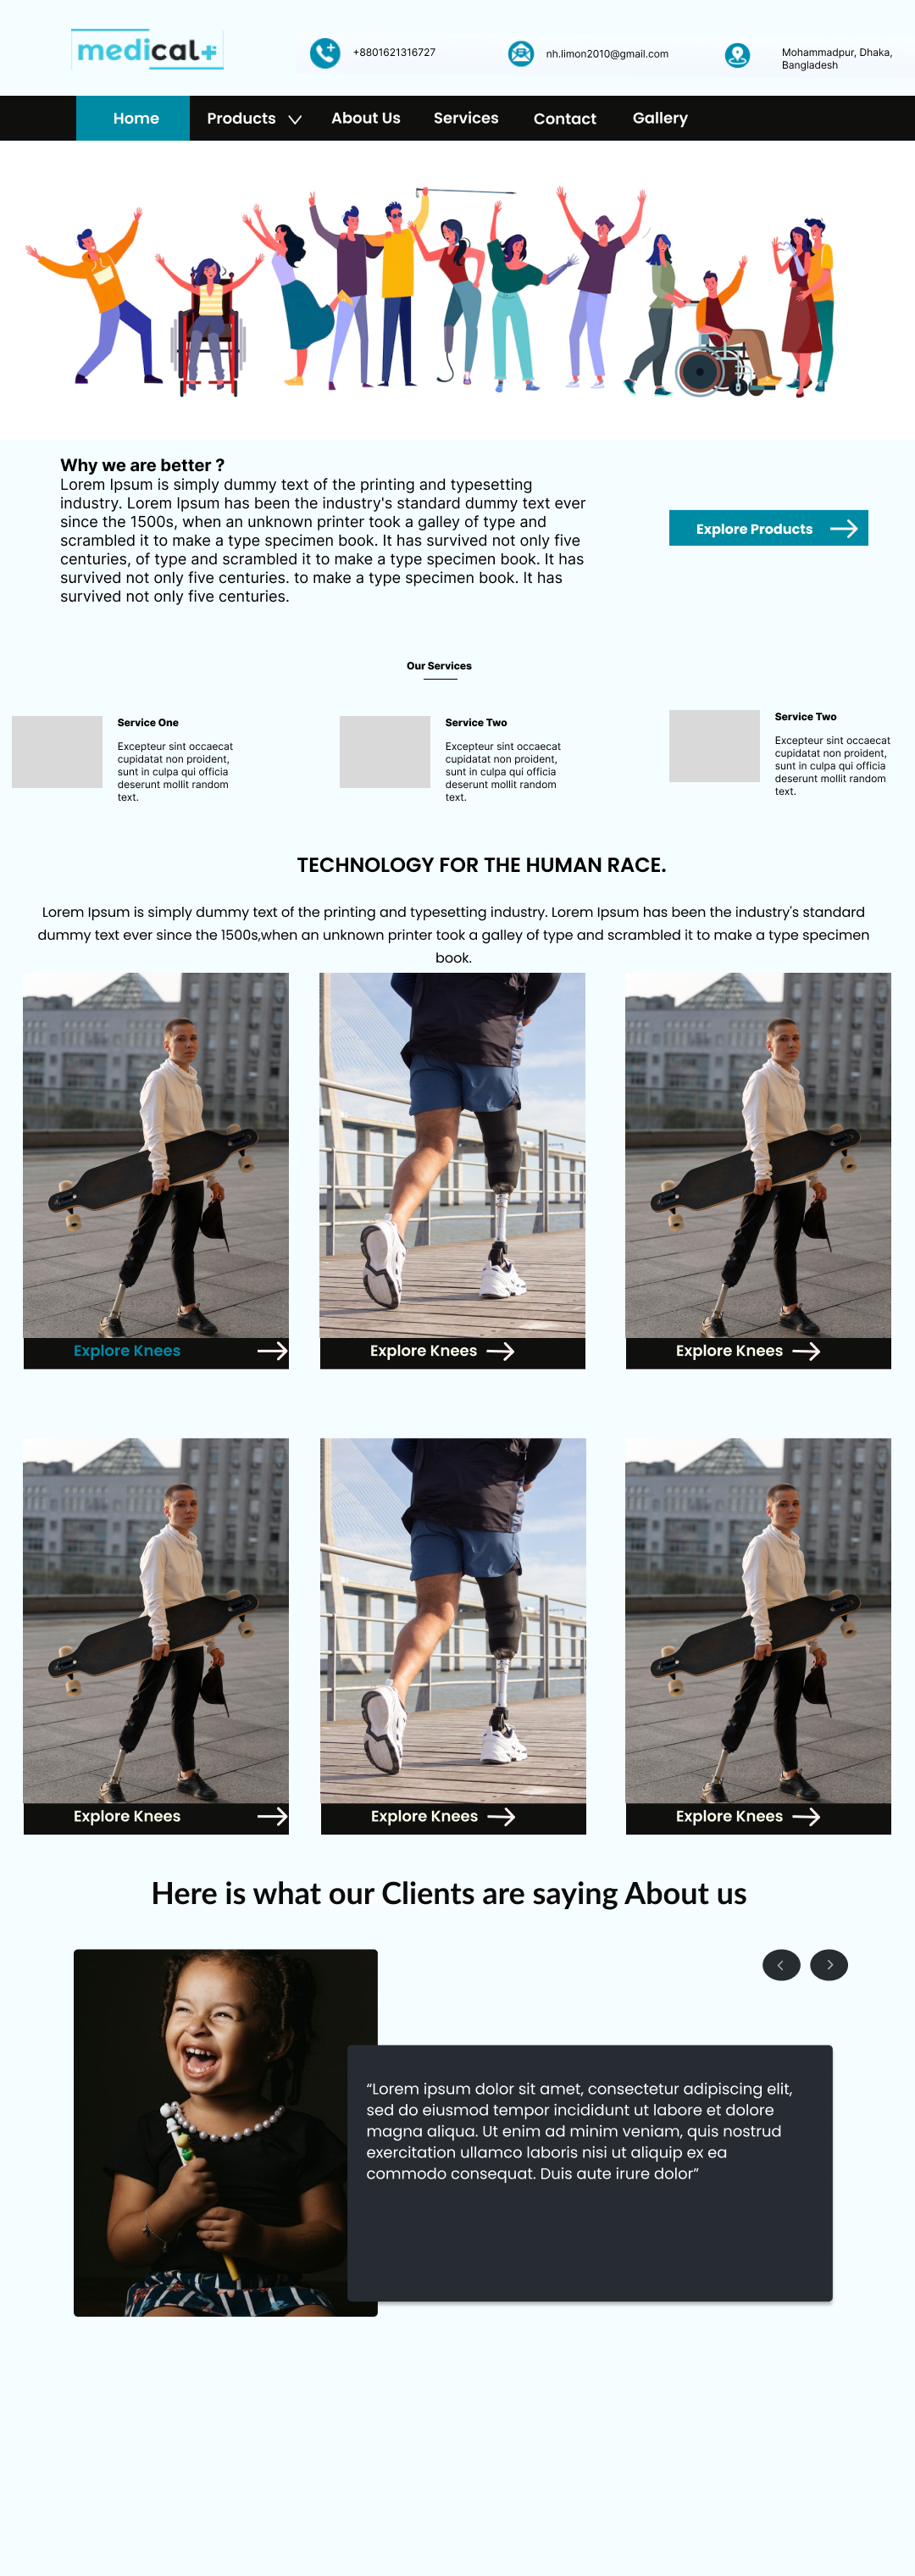 medical+
+8801621316727
nh.limon2010@gmail.com
Mohammadpur, Dhaka,
Bangladesh
Home
Products
About Us
Services
Contact
Gallery
Why we are better ?
Lorem Ipsum is simply dummy text of the printing and typesetting
industry. Lorem Ipsum has been the industry's standard dummy text ever
since the 1500s, when an unknown printer took a galley of type and
scrambled it to make a type specimen book. It has survived not only five
centuries, of type and scrambled it to make a type specimen book. It has
survived not only five centuries. to make a type specimen book. It has
survived not only five centuries.
Explore Products
Our Services
Service One
Excepteur sint occaecat
cupidatat non proident,
sunt in culpa qui officia
deserunt mollit random
text.
Service Two
Excepteur sint occaecat
cupidatat non proident,
sunt in culpa qui officia
deserunt mollit random
text.
Service Two
Excepteur sint occaecat
cupidatat non proident,
sunt in culpa qui officia
deserunt mollit random
text.
TECHNOLOGY FOR THE HUMAN RACE.
Lorem Ipsum is simply dummy text of the printing and typesetting industry. Lorem Ipsum has been the industry's standard
dummy text ever since the 1500s,when an unknown printer took a galley of type and scrambled it to make a type specimen
book.
Explore Knees
Explore Knees
Explore Knees
Explore Knees
Explore Knees
Explore Knees
Here is what our Clients are saying About us
“Lorem ipsum dolor sit amet, consectetur adipiscing elit,
sed do eiusmod tempor incididunt ut labore et dolore
magna aliqua. Ut enim ad minim veniam, quis nostrud
exercitation ullamco laboris nisi ut aliquip ex ea
commodo consequat. Duis aute irure dolor”